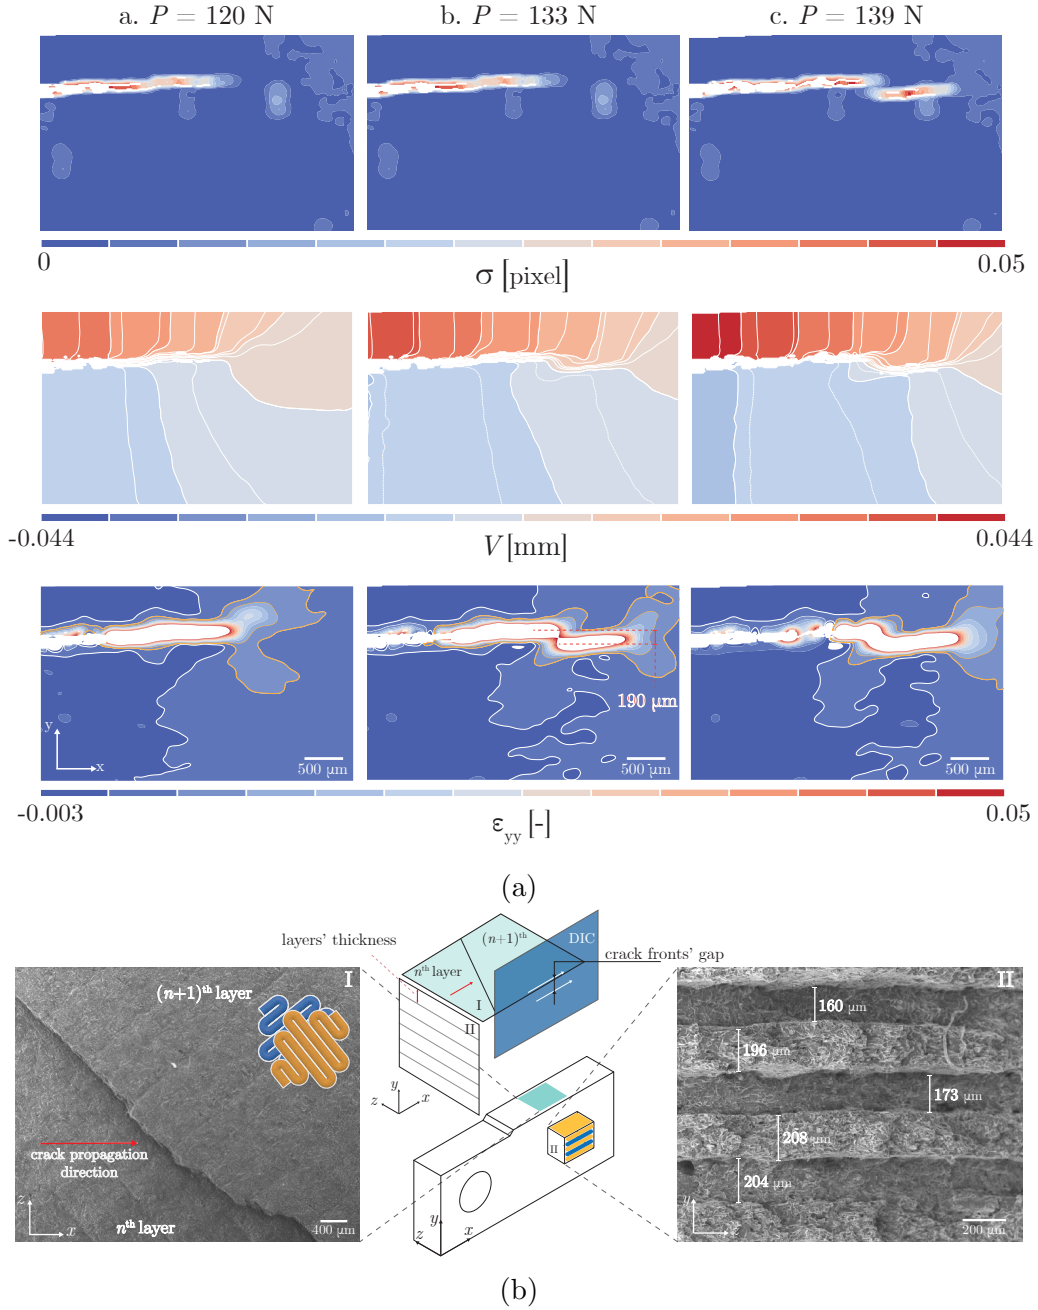 a. P = 120 N
b. P = 133 N
c. P = 139 N
0
0.05
σ [pixel]
-0.044
0.044
V [mm]
190 μm
y
x
500 μm
500 μm
500 μm
-0.003
0.05
εyy [-]
(a)
layers' thickness
(n+1)th
DIC
nth layer
crack fronts' gap
I
II
(n+1)th layer
I
crack propagation
direction
z
x
nth layer
400 μm
y
z
x
II
y
z
x
II
160 μm
196 μm
173 μm
208 μm
204 μm
y
z
200 μm
(b)